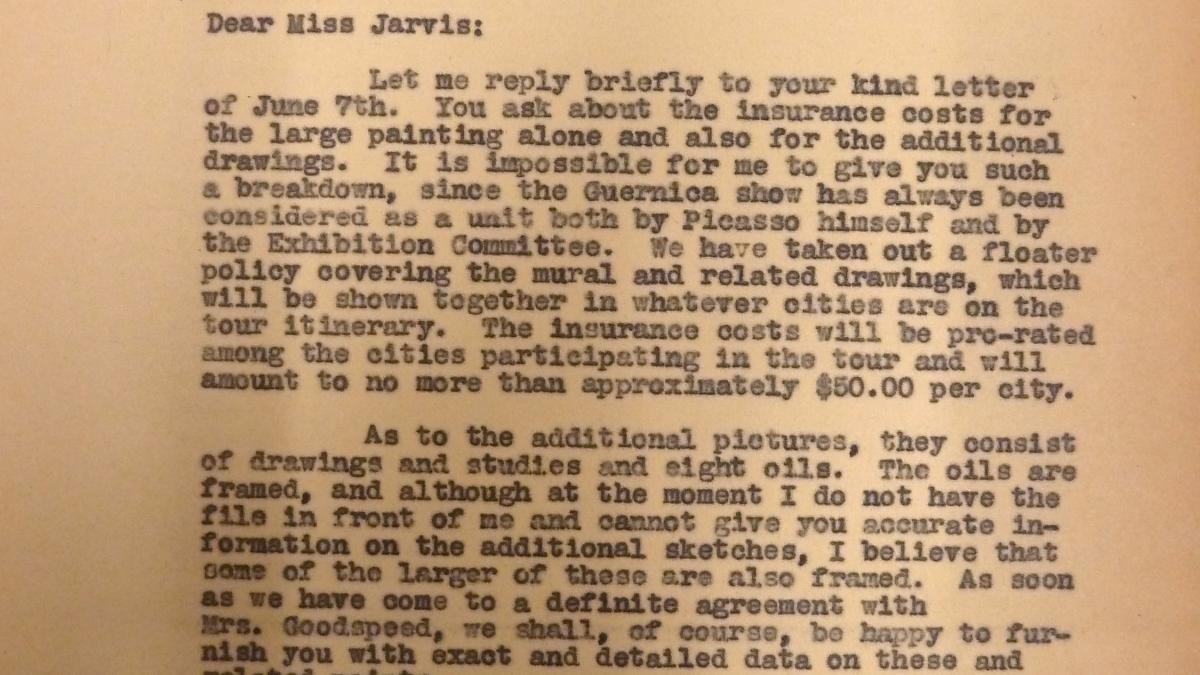 Dear Miss Jarvis:
Let me reply briefly to your kind letter
of June 7th. You ask about the insurance costs for
the large painting alone and also for the additional
drawings. It is impossible for me to give you such
a breakdown, since the Guernica show has always been
considered as a unit both by Picasso himself and by
the Exhibition Committee. We have taken out a floater
policy covering the mural and related drawings, which
will be shown together in whatever cities are on the
tour itinerary. The insurance costs will be pro-rated
among the cities participating in the tour and will
amount to no more than approximately $50.00 per city.
As to the additional pictures, they consist
of drawings and studies and eight oils. The oils are
framed, and although at the moment I do not have the
file in front of me and cannot give you accurate in-
formation on the additional sketches, I believe that
some of the larger of these are also framed. As soon
as we have come to a definite agreement with
Mrs. Goodspeed, we shall, of course, be happy to fur-
nish you with exact and detailed data on these and